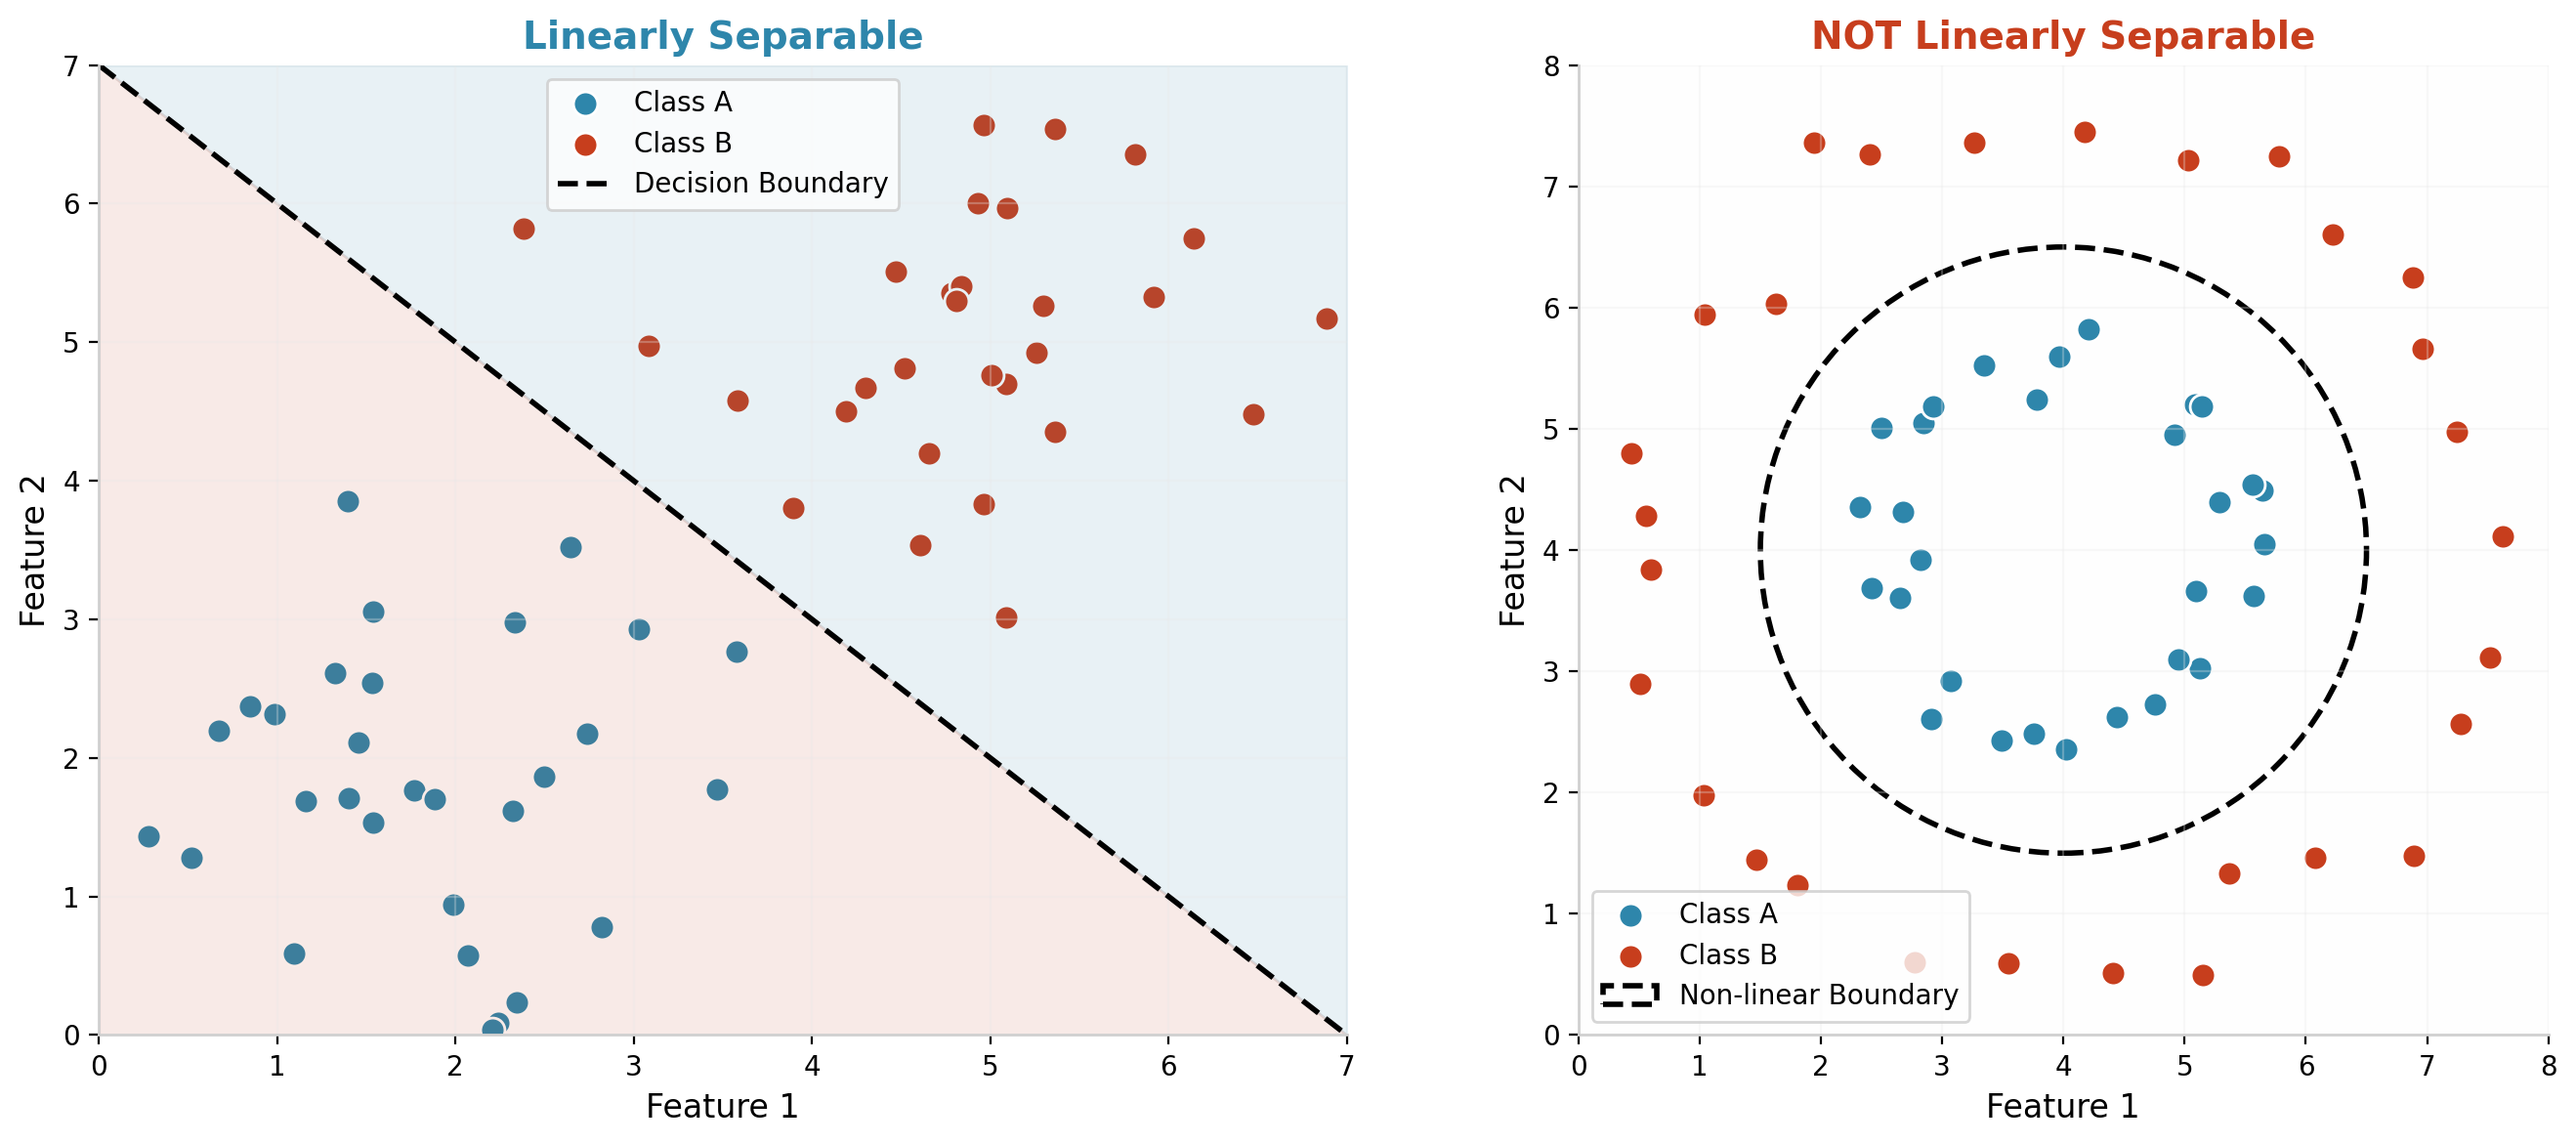 Linearly Separable
Class A
Class B
Decision Boundary
7
6
5
4
3
2
1
0
Feature 2
0 1 2 3 4 5 6 7
Feature 1
NOT Linearly Separable
8
7
6
5
4
3
2
1
0
Feature 2
Class A
Class B
Non-linear Boundary
0 1 2 3 4 5 6 7 8
Feature 1